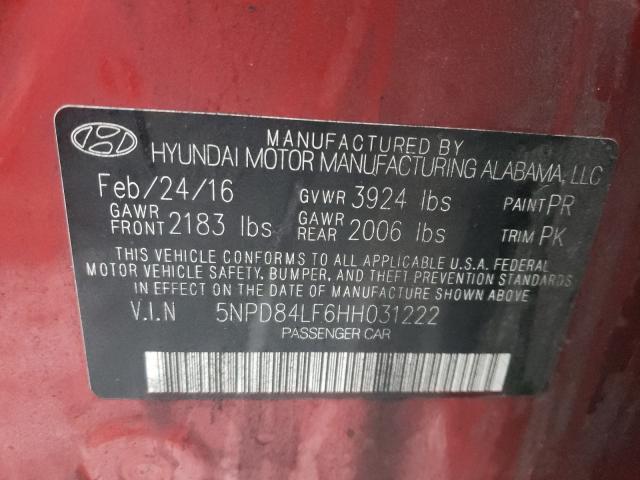 MANUFACTURED BY
HYUNDAI MOTOR MANUFACTURING ALABAMA, LLC
Feb/24/16 GVWR 3924 lbs PAINT PR
GAWR FRONT 2183 lbs GAWR REAR 2006 lbs TRIM PK
THIS VEHICLE CONFORMS TO ALL APPLICABLE U.S.A. FEDERAL
MOTOR VEHICLE SAFETY, BUMPER, AND THEFT PREVENTION STANDARDS
IN EFFECT ON THE DATE OF MANUFACTURE SHOWN ABOVE
V.I.N 5NPD84LF6HH031222
PASSENGER CAR